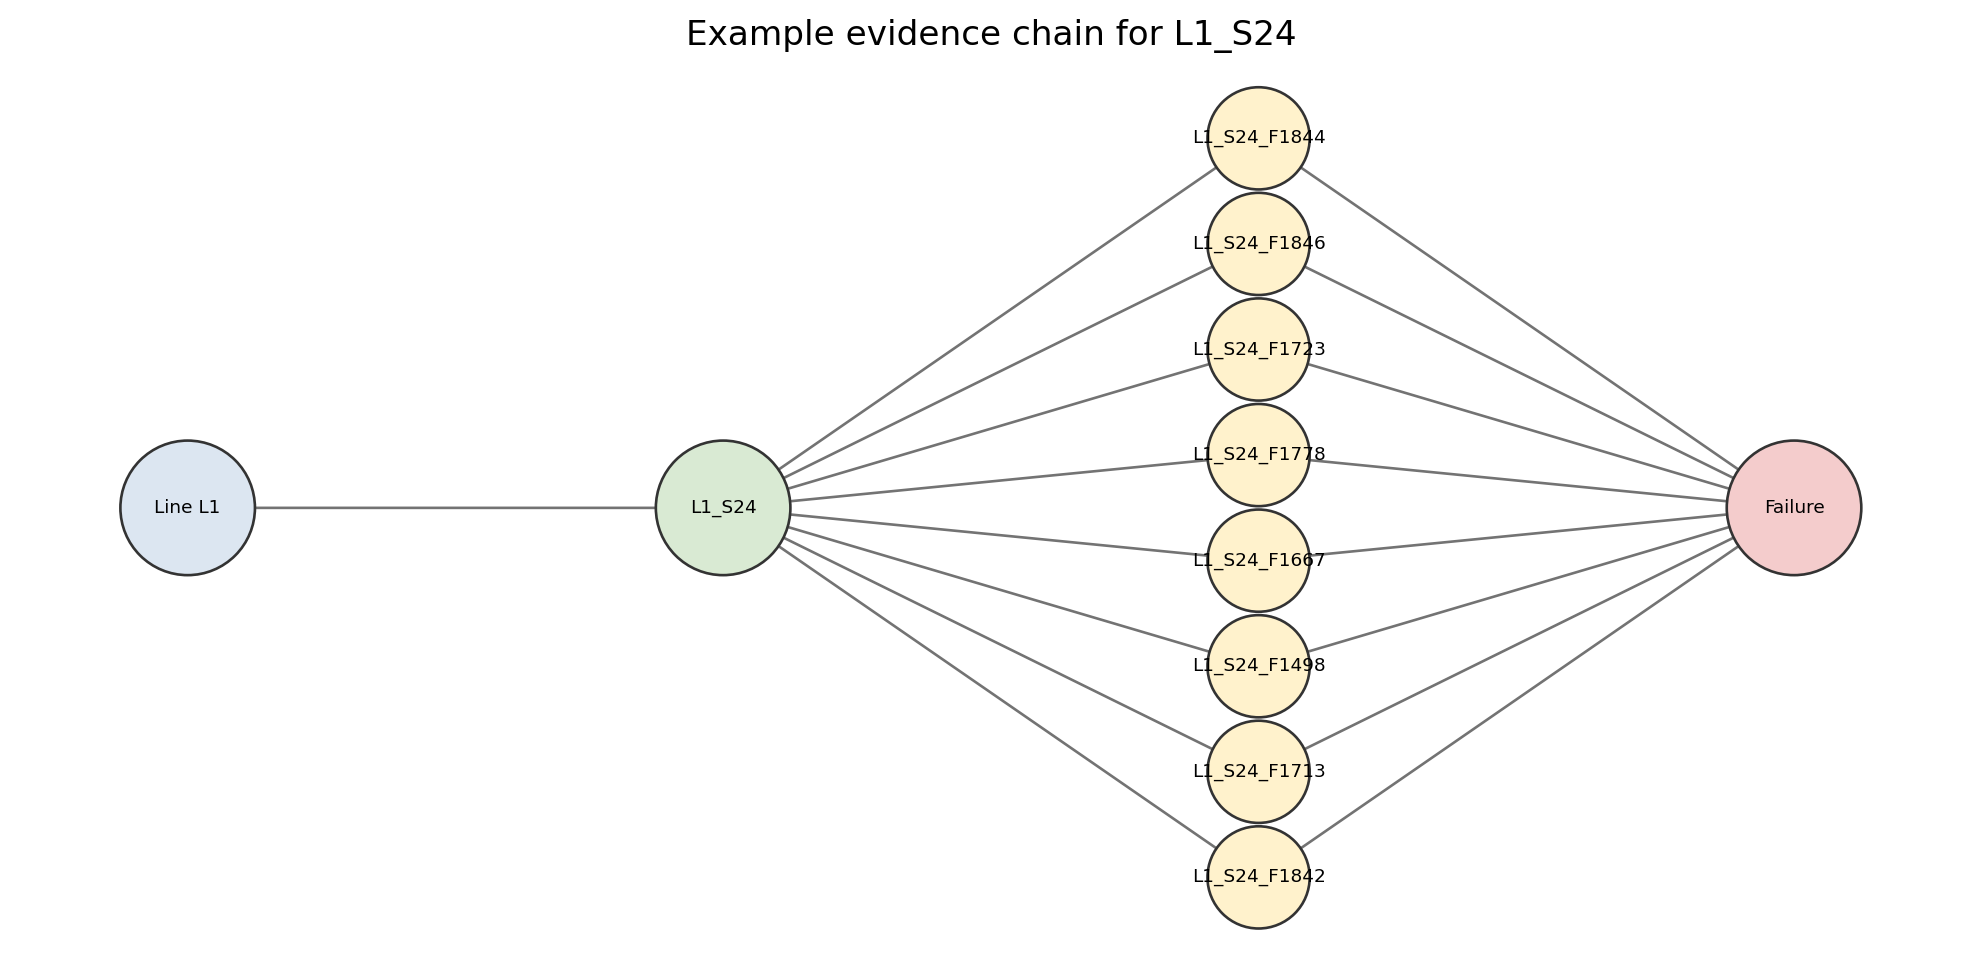 Example evidence chain for L1_S24
L1_S24_F1844
L1_S24_F1846
L1_S24_F1723
L1_S24_F1778
Line L1
L1_S24
Failure
L1_S24_F1667
L1_S24_F1498
L1_S24_F1713
L1_S24_F1842